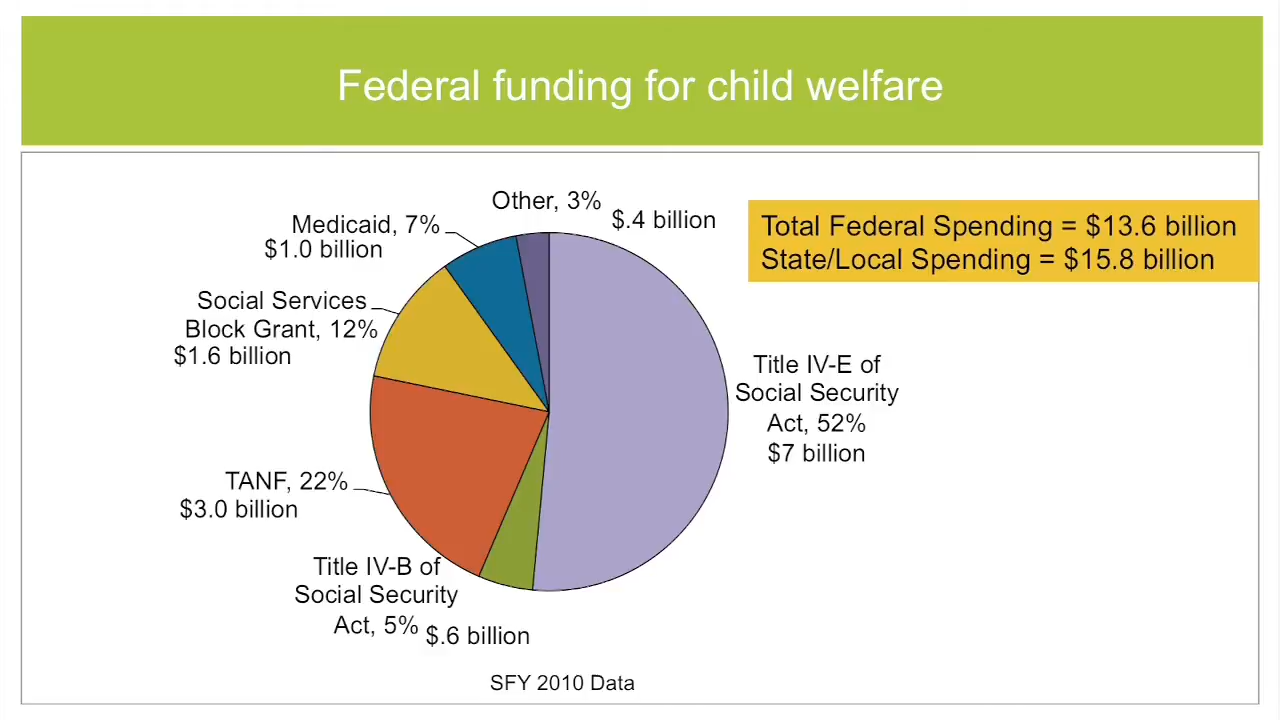 Federal funding for child welfare
Other, 3%
$.4 billion
Medicaid, 7%
$1.0 billion
Total Federal Spending = $13.6 billion
State/Local Spending = $15.8 billion
Social Services
Block Grant, 12%
$1.6 billion
Title IV-E of
Social Security
Act, 52%
$7 billion
TANF, 22%
$3.0 billion
Title IV-B of
Social Security
Act, 5%
$.6 billion
SFY 2010 Data